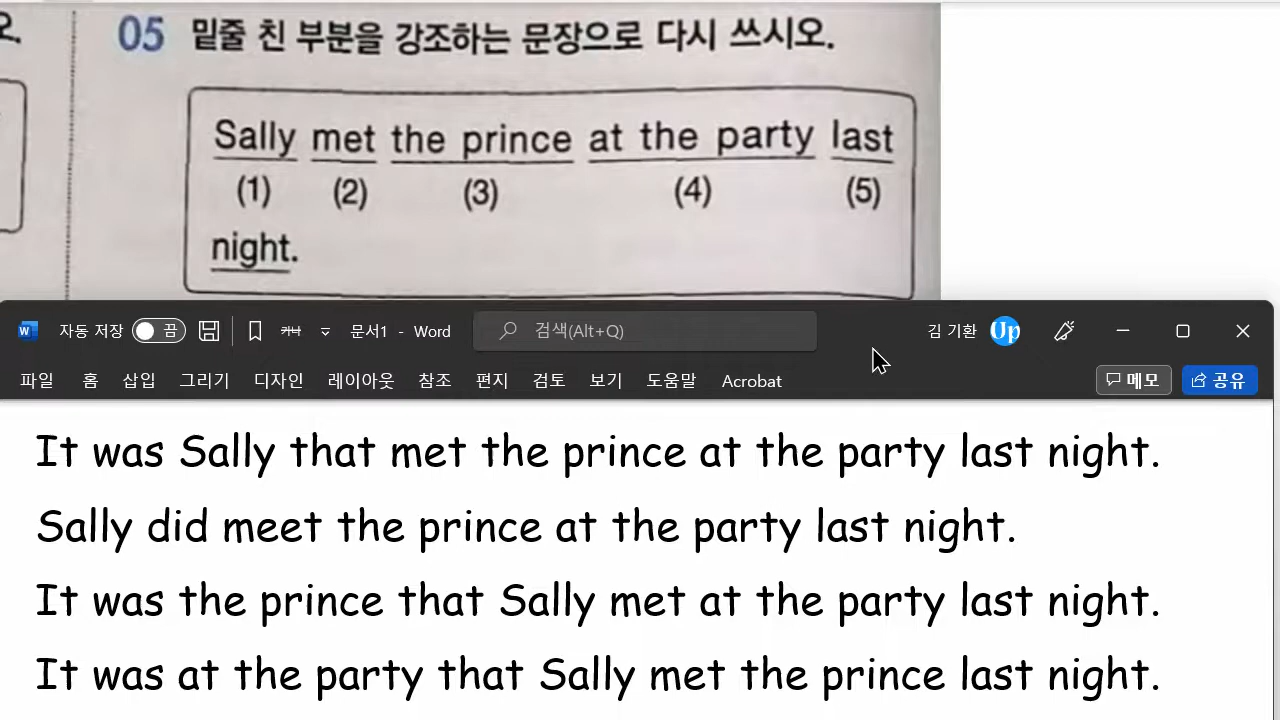 05 밑줄 친 부분을 강조하는 문장으로 다시 쓰시오.
Sally met the prince at the party last
(1) (2) (3) (4) (5)
night.
자동 저장 끔 문서1 - Word 검색(Alt+Q) 김 기환 Up
파일 홈 삽입 그리기 디자인 레이아웃 참조 편지 검토 보기 도움말 Acrobat 메모 공유
It was Sally that met the prince at the party last night.
Sally did meet the prince at the party last night.
It was the prince that Sally met at the party last night.
It was at the party that Sally met the prince last night.